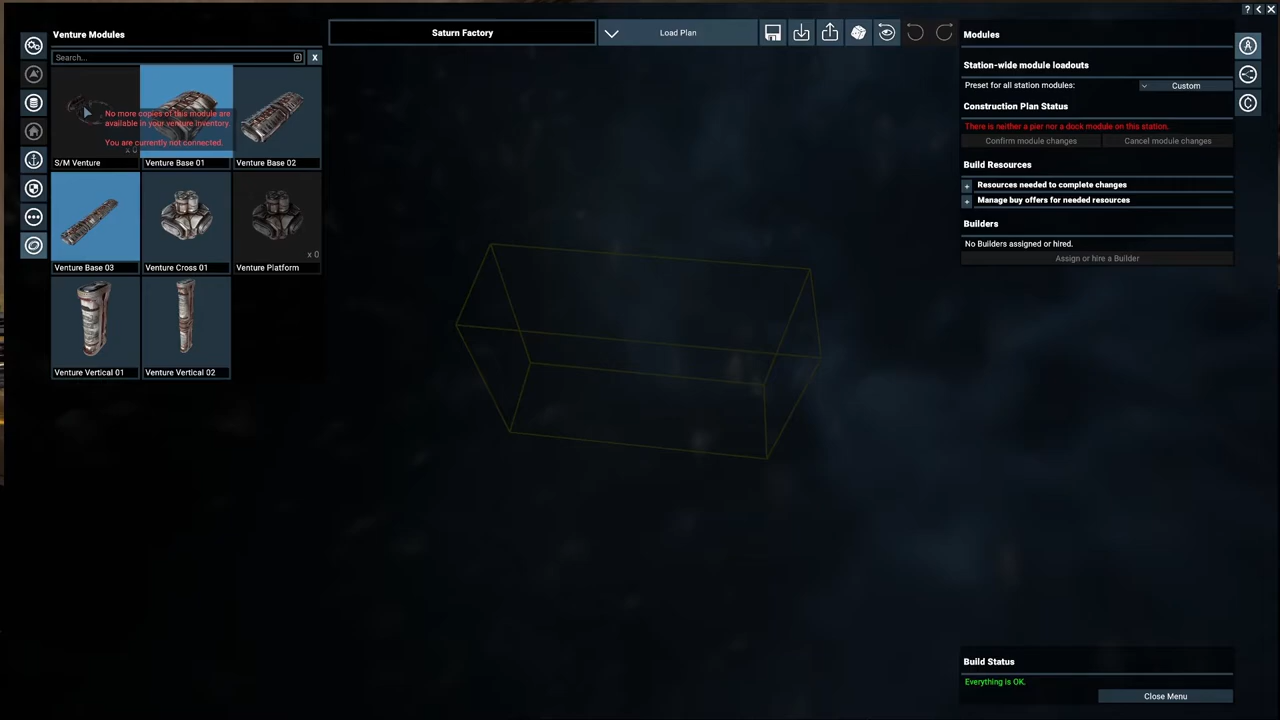 Venture Modules
Search...
X
No more copies of this module are
available in your venture inventory.
You are currently not connected.
x 0
S/M Venture
Venture Base 01
Venture Base 02
x 0
Venture Base 03
Venture Cross 01
Venture Platform
Venture Vertical 01
Venture Vertical 02
Saturn Factory
Load Plan
?
<
X
Modules
Station-wide module loadouts
Preset for all station modules:
Custom
Construction Plan Status
There is neither a pier nor a dock module on this station.
Confirm module changes
Cancel module changes
Build Resources
+ Resources needed to complete changes
+ Manage buy offers for needed resources
Builders
No Builders assigned or hired.
Assign or hire a Builder
Build Status
Everything is OK.
Close Menu